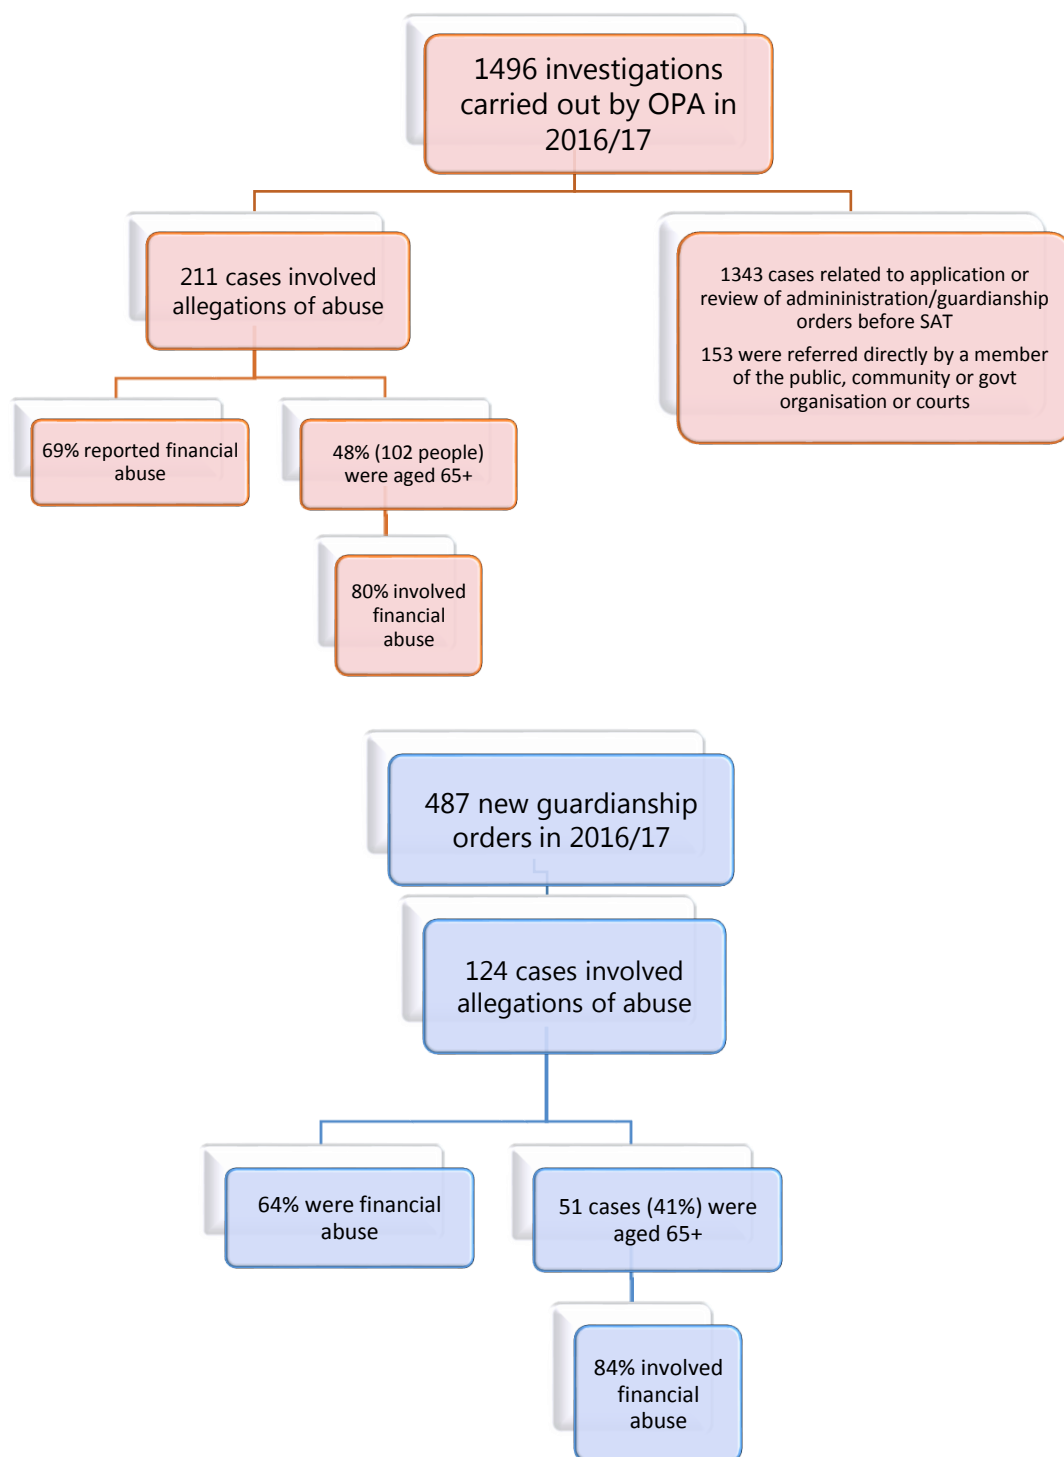 1496 investigations
carried out by OPA in
2016/17
211 cases involved
allegations of abuse
1343 cases related to application or
review of admininistration/guardianship
orders before SAT
153 were referred directly by a member
of the public, community or govt
organisation or courts
69% reported financial
abuse
48% (102 people)
were aged 65+
80% involved
financial
abuse
487 new guardianship
orders in 2016/17
124 cases involved
allegations of abuse
64% were financial
abuse
51 cases (41%) were
aged 65+
84% involved
financial
abuse